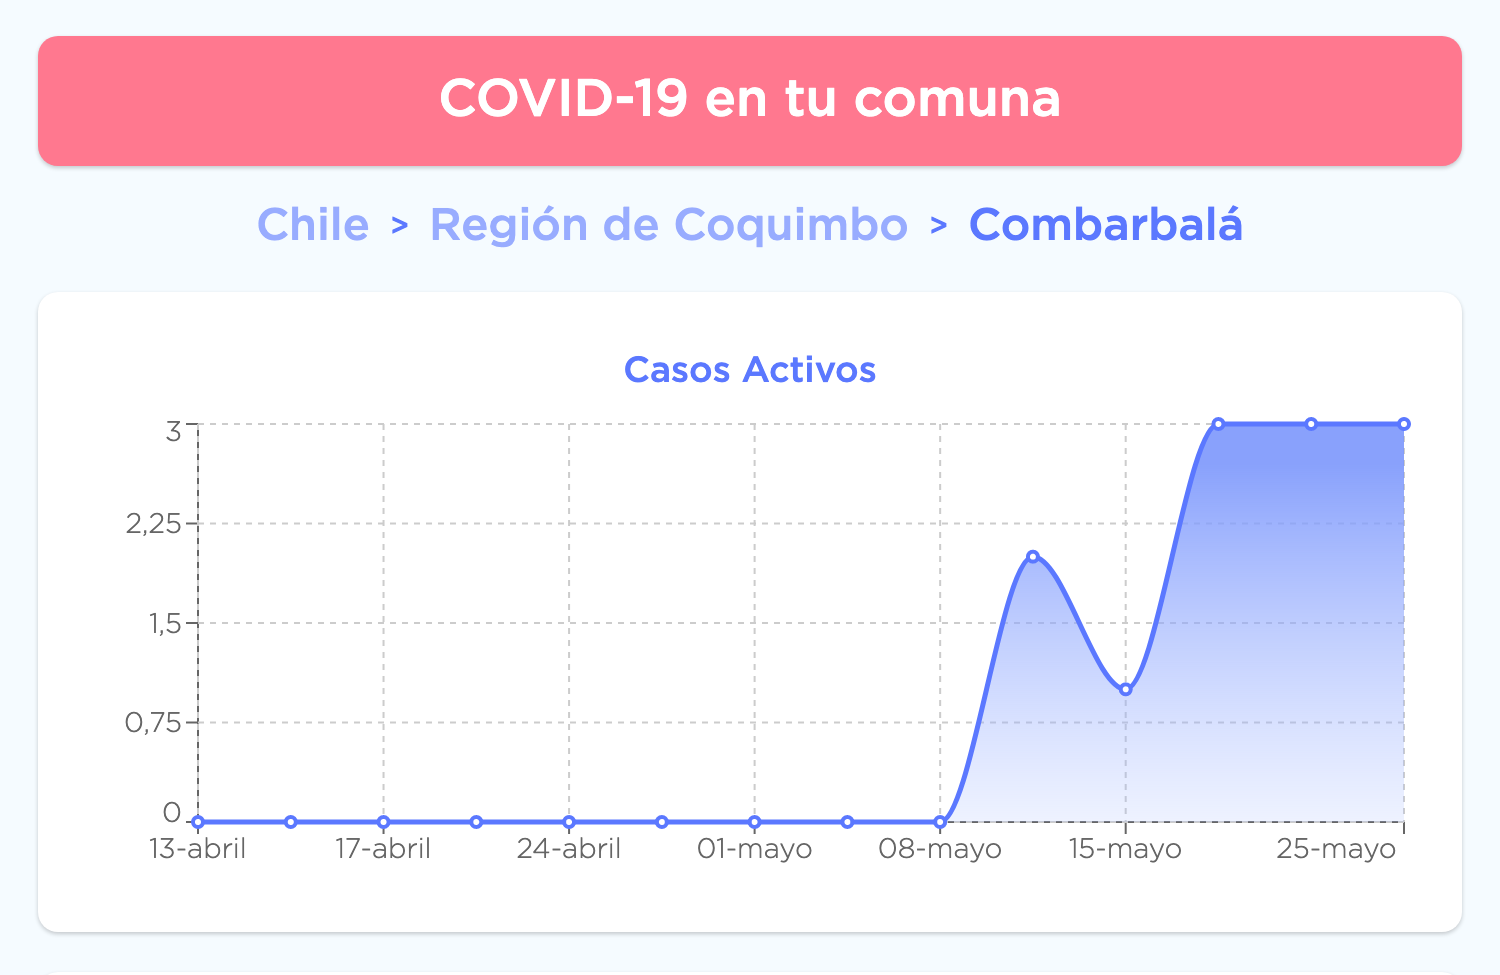 COVID-19 en tu comuna
Chile > Región de Coquimbo > Combarbalá
Casos Activos
3
2,25
1,5
0,75
0
13-abril 17-abril 24-abril 01-mayo 08-mayo 15-mayo 25-mayo